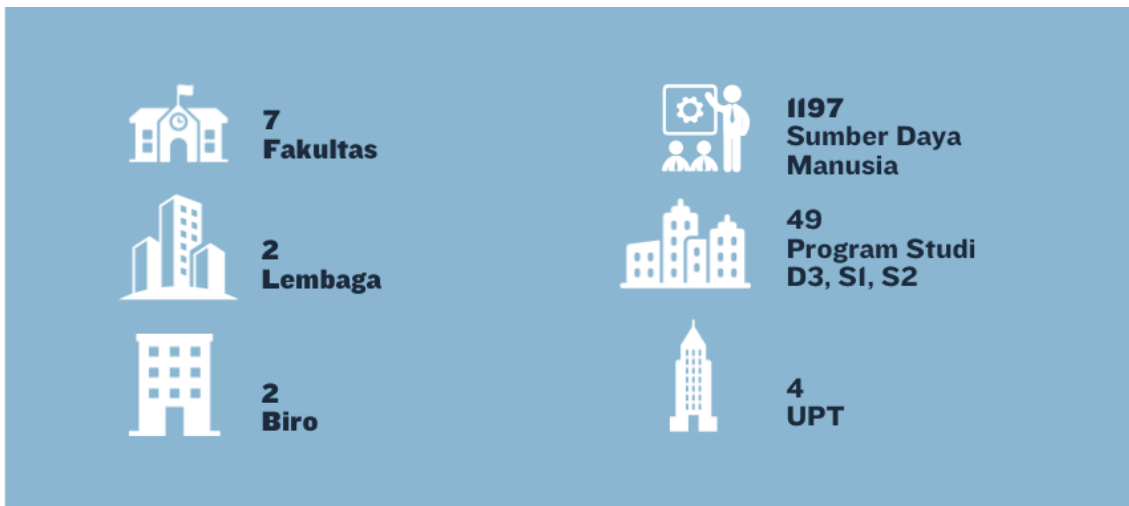 7
Fakultas
2
Lembaga
2
Biro
1197
Sumber Daya
Manusia
49
Program Studi
D3, S1, S2
4
UPT